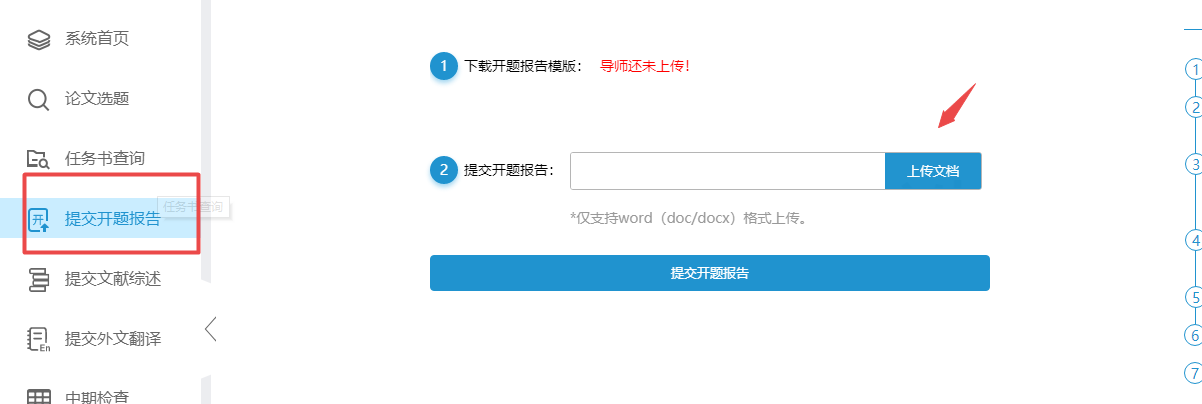 系统首页
论文选题
任务书查询
提交开题报告
任务书查询
提交文献综述
提交外文翻译
中期检查
1 下载开题报告模版： 导师还未上传！
2 提交开题报告： 上传文档
*仅支持word（doc/docx）格式上传。
提交开题报告
1
2
3
4
5
6
7